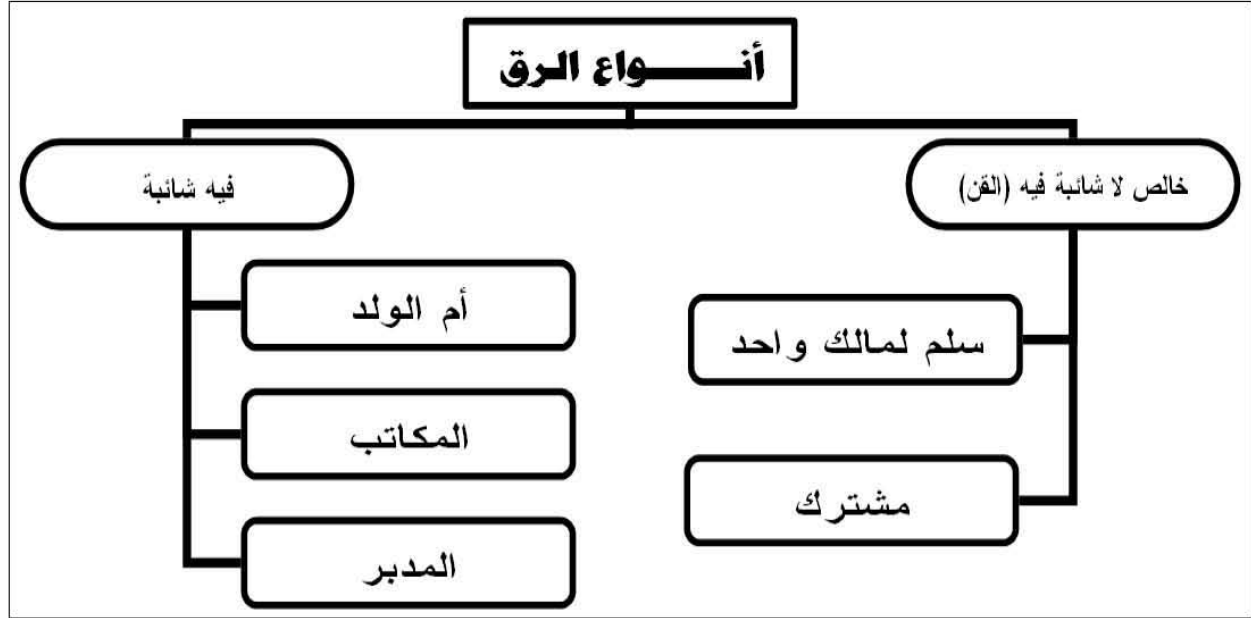 أنـــــواع الرق
خالص لا شائبة فيه (القن)
سلم لمالك واحد
مشترك
فيه شائبة
أم الولد
المكاتب
المدبر